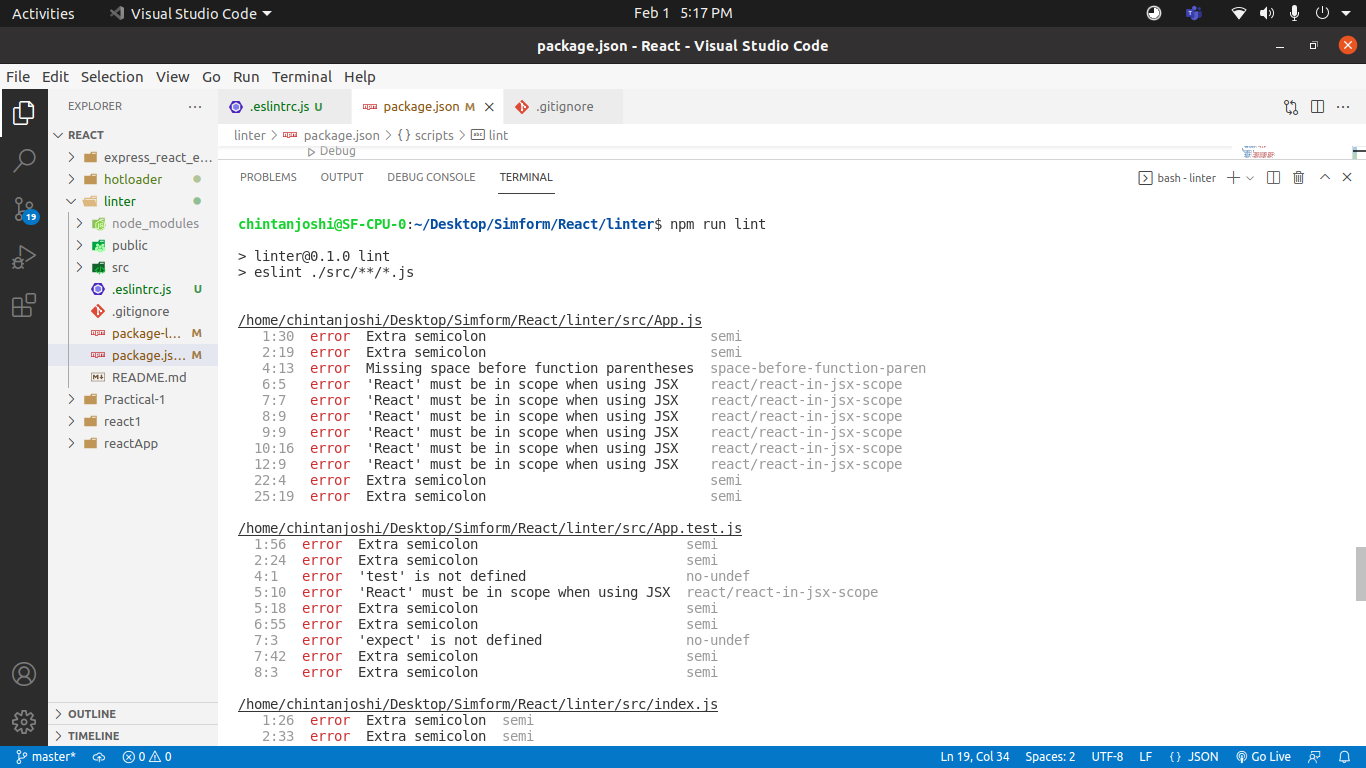 Activities Visual Studio Code Feb 1 5:17 PM
package.json - React - Visual Studio Code
File Edit Selection View Go Run Terminal Help
EXPLORER
REACT
express_react_e...
hotloader
linter
node_modules
public
src
.eslintrc.js U
.gitignore
package-l... M
package.js... M
README.md
Practical-1
react1
reactApp
OUTLINE
TIMELINE
19
.eslintrc.js U package.json M .gitignore
linter > package.json > {} scripts > lint
Debug
PROBLEMS OUTPUT DEBUG CONSOLE TERMINAL bash - linter
chintanjoshi@SF-CPU-0:~/Desktop/Simform/React/linter$ npm run lint
> linter@0.1.0 lint
> eslint ./src/**/*.js
/home/chintanjoshi/Desktop/Simform/React/linter/src/App.js
1:30 error Extra semicolon semi
2:19 error Extra semicolon semi
4:13 error Missing space before function parentheses space-before-function-paren
6:5 error 'React' must be in scope when using JSX react/react-in-jsx-scope
7:7 error 'React' must be in scope when using JSX react/react-in-jsx-scope
8:9 error 'React' must be in scope when using JSX react/react-in-jsx-scope
9:9 error 'React' must be in scope when using JSX react/react-in-jsx-scope
10:16 error 'React' must be in scope when using JSX react/react-in-jsx-scope
12:9 error 'React' must be in scope when using JSX react/react-in-jsx-scope
22:4 error Extra semicolon semi
25:19 error Extra semicolon semi
/home/chintanjoshi/Desktop/Simform/React/linter/src/App.test.js
1:56 error Extra semicolon semi
2:24 error Extra semicolon semi
4:1 error 'test' is not defined no-undef
5:10 error 'React' must be in scope when using JSX react/react-in-jsx-scope
5:18 error Extra semicolon semi
6:55 error Extra semicolon semi
7:3 error 'expect' is not defined no-undef
7:42 error Extra semicolon semi
8:3 error Extra semicolon semi
/home/chintanjoshi/Desktop/Simform/React/linter/src/index.js
1:26 error Extra semicolon semi
2:33 error Extra semicolon semi
master* 0 0 Ln 19, Col 34 Spaces: 2 UTF-8 LF {} JSON Go Live